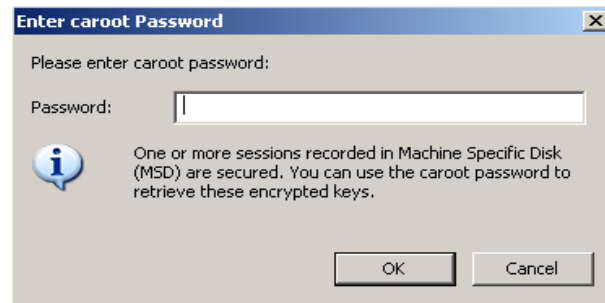 Enter caroot Password
Please enter caroot password:
Password:
One or more sessions recorded in Machine Specific Disk
(MSD) are secured. You can use the caroot password to
retrieve these encrypted keys.
OK Cancel